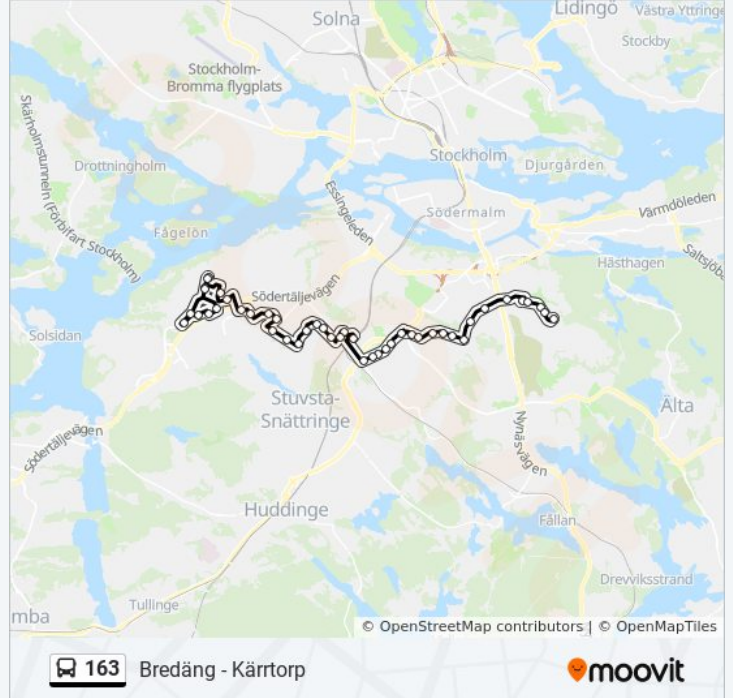 Solna
Lidingö
Västra Yttringe
Stockby
Stockholm-
Bromma flygplats
Skärholmstunneln (Förbifart Stockholm)
Drottningholm
Stockholm
Djurgården
Essingeleden
Södermalm
Värmdöleden
Fågelön
Saltsjöba
Hästhagen
Södertäljevägen
Solsidan
Stuvsta-
Snättringe
Älta
Södertäljevägen
Nynäsvägen
Huddinge
Fållan
Drevviksstrand
Tullinge
mba
© OpenStreetMap contributors | © OpenMapTiles
163 Bredäng - Kärrtorp
moovit